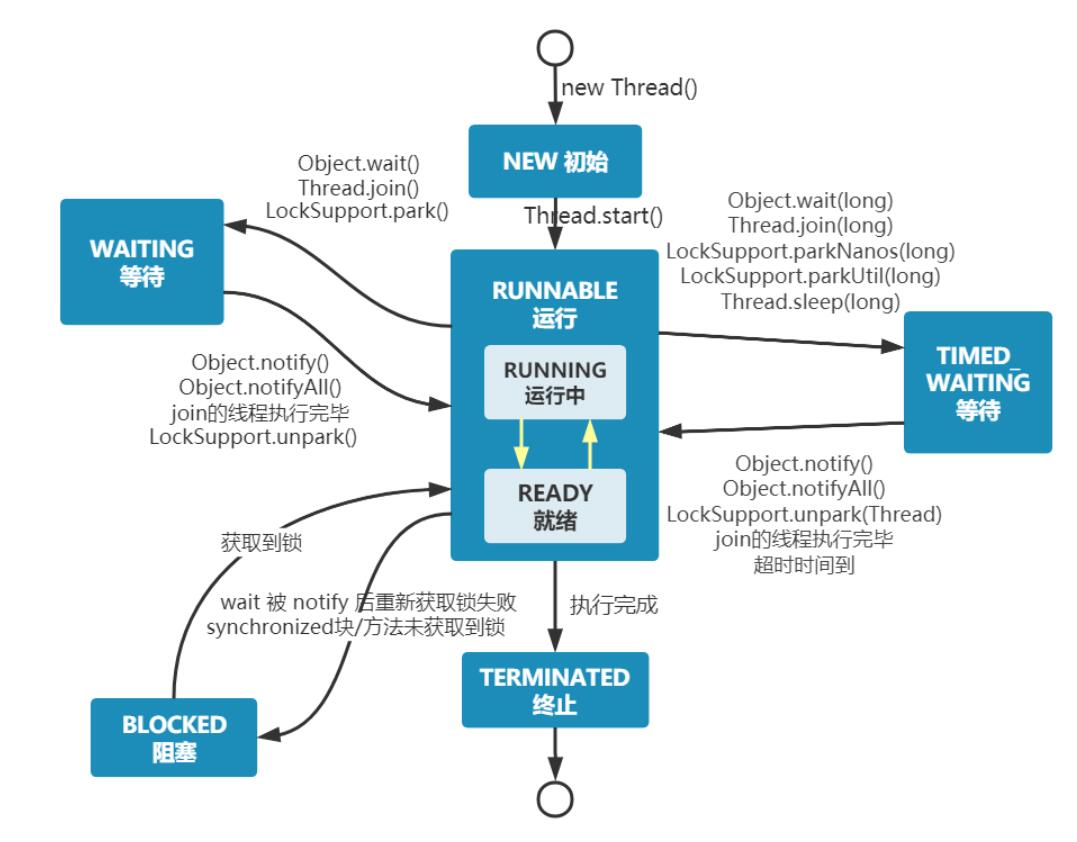 new Thread()
NEW 初始
Thread.start()
Object.wait()
Thread.join()
LockSupport.park()
WAITING
等待
Object.notify()
Object.notifyAll()
join的线程执行完毕
LockSupport.unpark()
RUNNABLE
运行
RUNNING
运行中
READY
就绪
Object.wait(long)
Thread.join(long)
LockSupport.parkNanos(long)
LockSupport.parkUtil(long)
Thread.sleep(long)
TIMED_
WAITING
等待
Object.notify()
Object.notifyAll()
LockSupport.unpark(Thread)
join的线程执行完毕
超时时间到
获取到锁
wait 被 notify 后重新获取锁失败
synchronized块/方法未获取到锁
BLOCKED
阻塞
执行完成
TERMINATED
终止